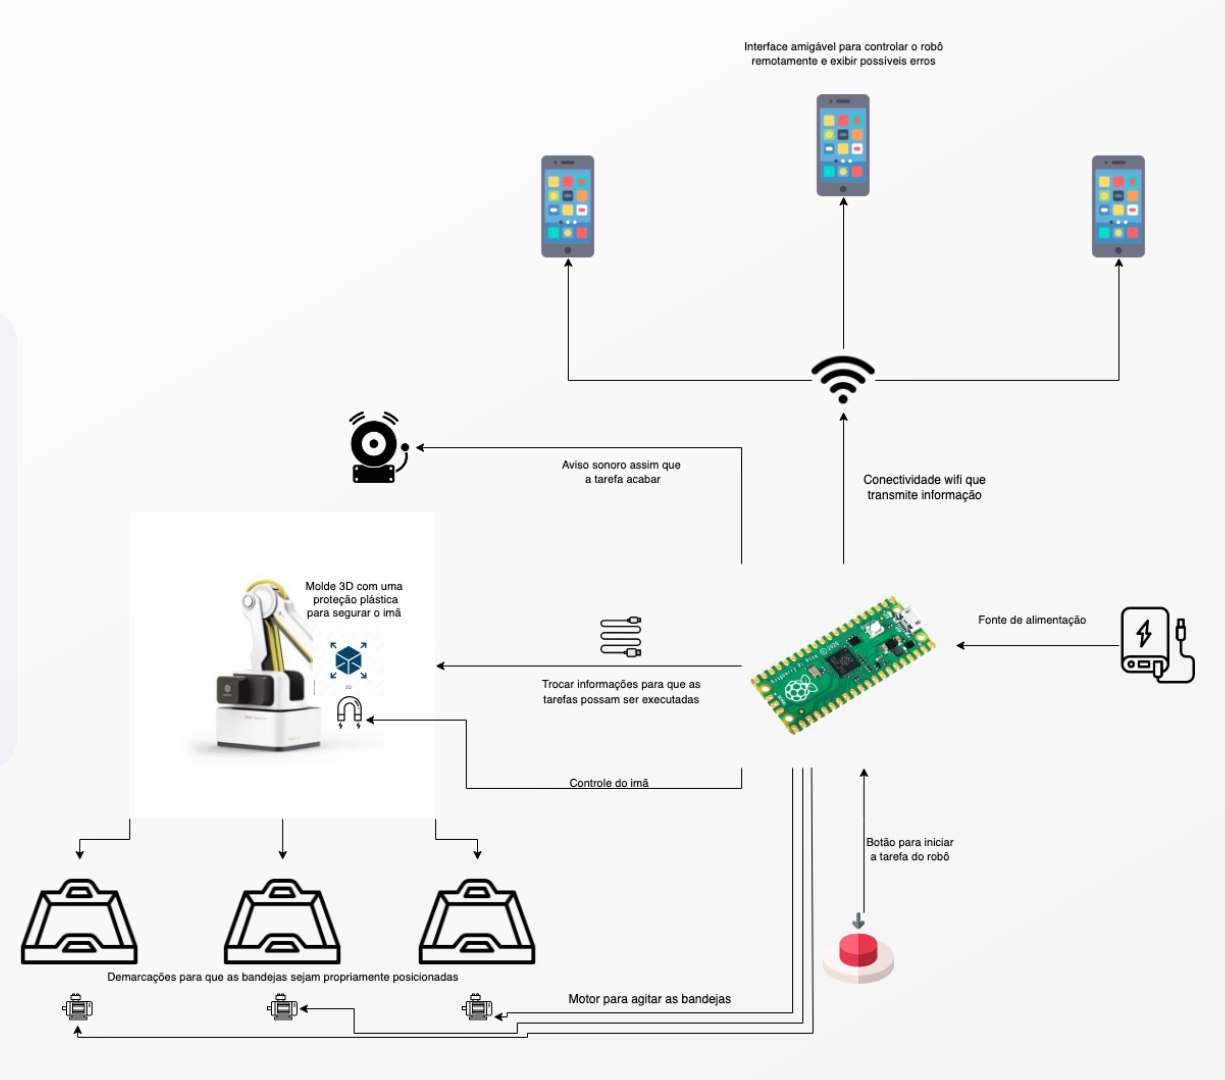 Interface amigável para controlar o robô
remotamente e exibir possíveis erros
Aviso sonoro assim que
a tarefa acabar
Conectividade wifi que
transmite informação
Molde 3D com uma
proteção plástica
para segurar o imã
3D
Fonte de alimentação
Trocar informações para que as
tarefas possam ser executadas
Controle do imã
Botão para iniciar
a tarefa do robô
Demarcações para que as bandejas sejam propriamente posicionadas
Motor para agitar as bandejas